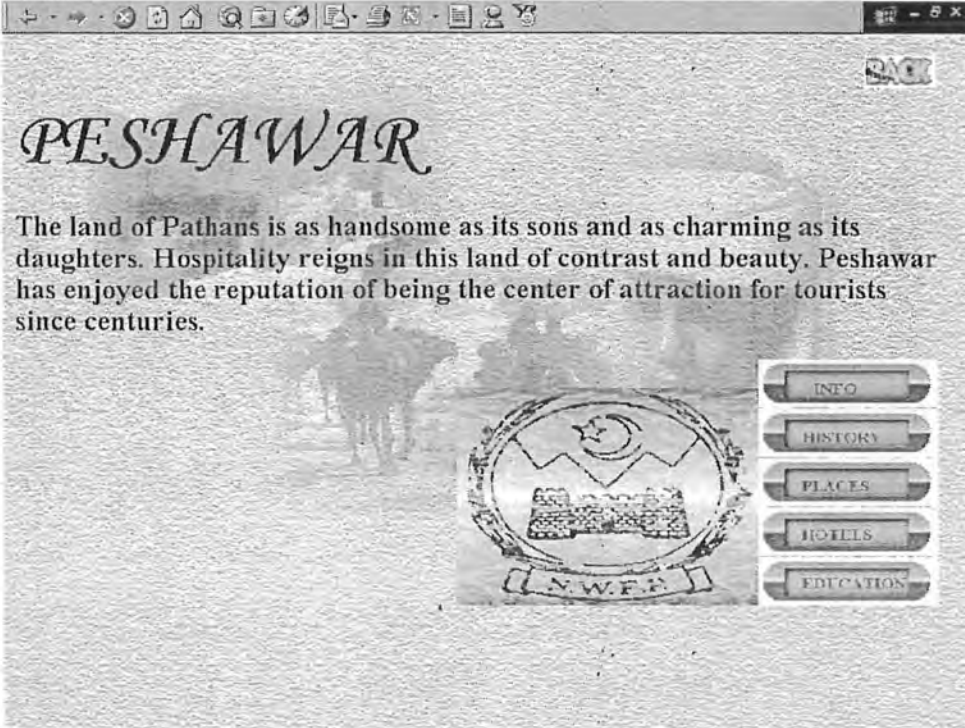 BACK
PESHAWAR
The land of Pathans is as handsome as its sons and as charming as its
daughters. Hospitality reigns in this land of contrast and beauty. Peshawar
has enjoyed the reputation of being the center of attraction for tourists
since centuries.
INFO
HISTORY
PLACES
HOTELS
EDUCATION
N.W.F.P.